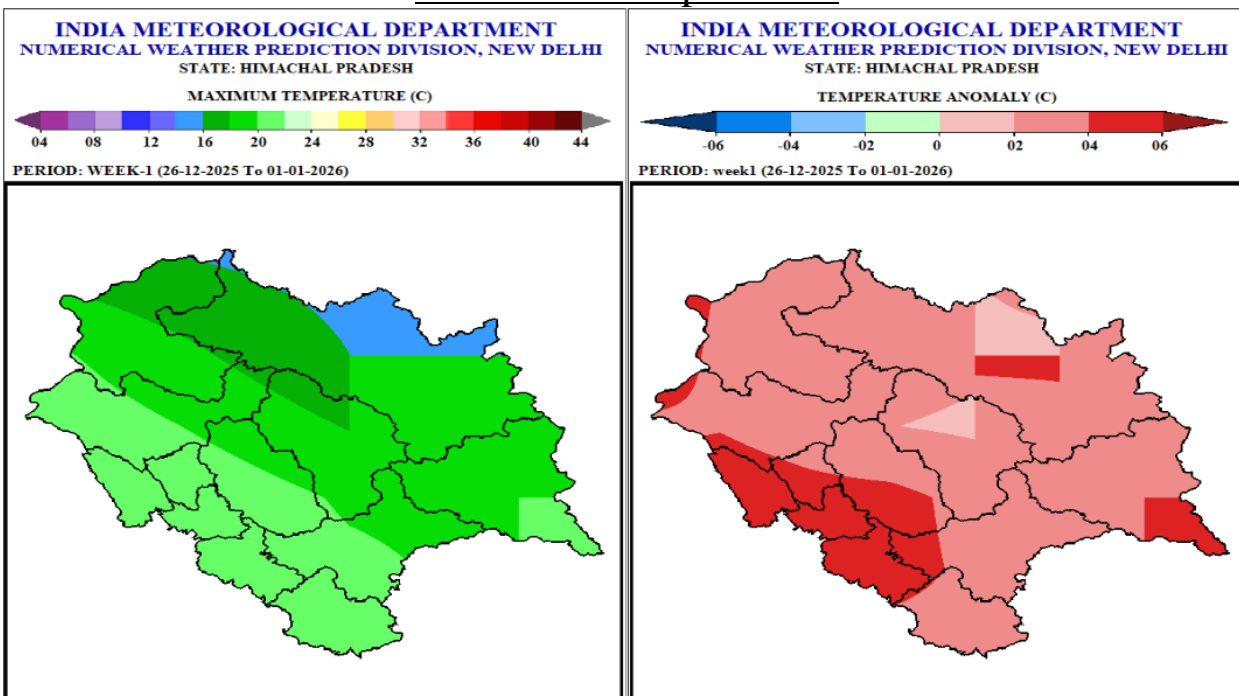 INDIA METEOROLOGICAL DEPARTMENT
NUMERICAL WEATHER PREDICTION DIVISION, NEW DELHI
STATE: HIMACHAL PRADESH
MAXIMUM TEMPERATURE (C)
04 08 12 16 20 24 28 32 36 40 44
PERIOD: WEEK-1 (26-12-2025 To 01-01-2026)
INDIA METEOROLOGICAL DEPARTMENT
NUMERICAL WEATHER PREDICTION DIVISION, NEW DELHI
STATE: HIMACHAL PRADESH
TEMPERATURE ANOMALY (C)
-06 -04 -02 0 02 04 06
PERIOD: week1 (26-12-2025 To 01-01-2026)